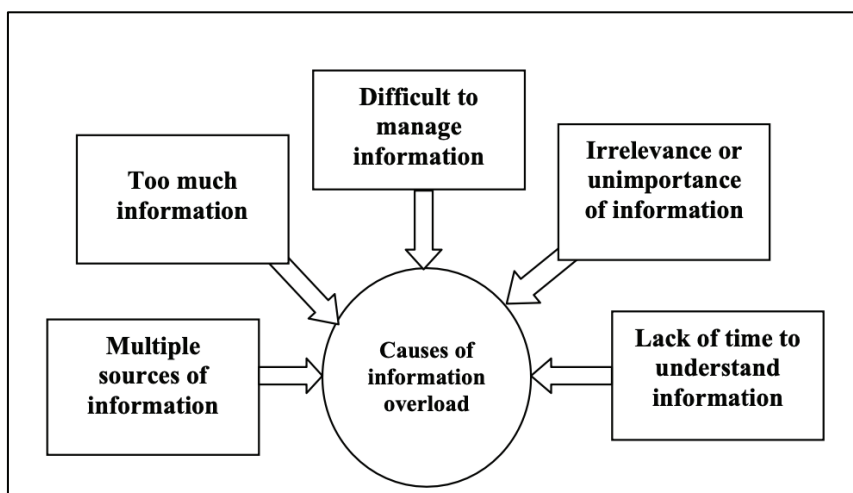 Difficult to
manage
information
Too much
information
Irrelevance or
unimportance
of information
Multiple
sources of
information
Causes of
information
overload
Lack of time to
understand
information